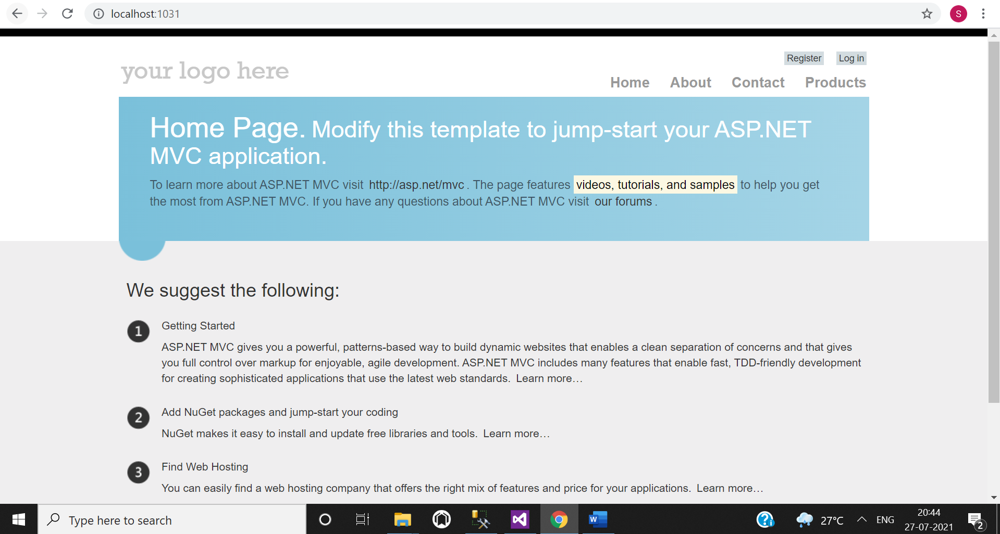 localhost:1031
S
Register Log in
your logo here
Home About Contact Products
Home Page. Modify this template to jump-start your ASP.NET
MVC application.
To learn more about ASP.NET MVC visit http://asp.net/mvc . The page features videos, tutorials, and samples to help you get
the most from ASP.NET MVC. If you have any questions about ASP.NET MVC visit our forums .
We suggest the following:
1 Getting Started
ASP.NET MVC gives you a powerful, patterns-based way to build dynamic websites that enables a clean separation of concerns and that gives
you full control over markup for enjoyable, agile development. ASP.NET MVC includes many features that enable fast, TDD-friendly development
for creating sophisticated applications that use the latest web standards. Learn more…
2 Add NuGet packages and jump-start your coding
NuGet makes it easy to install and update free libraries and tools. Learn more…
3 Find Web Hosting
You can easily find a web hosting company that offers the right mix of features and price for your applications. Learn more…
Type here to search
W
27°C
ENG
20:44
27-07-2021
2